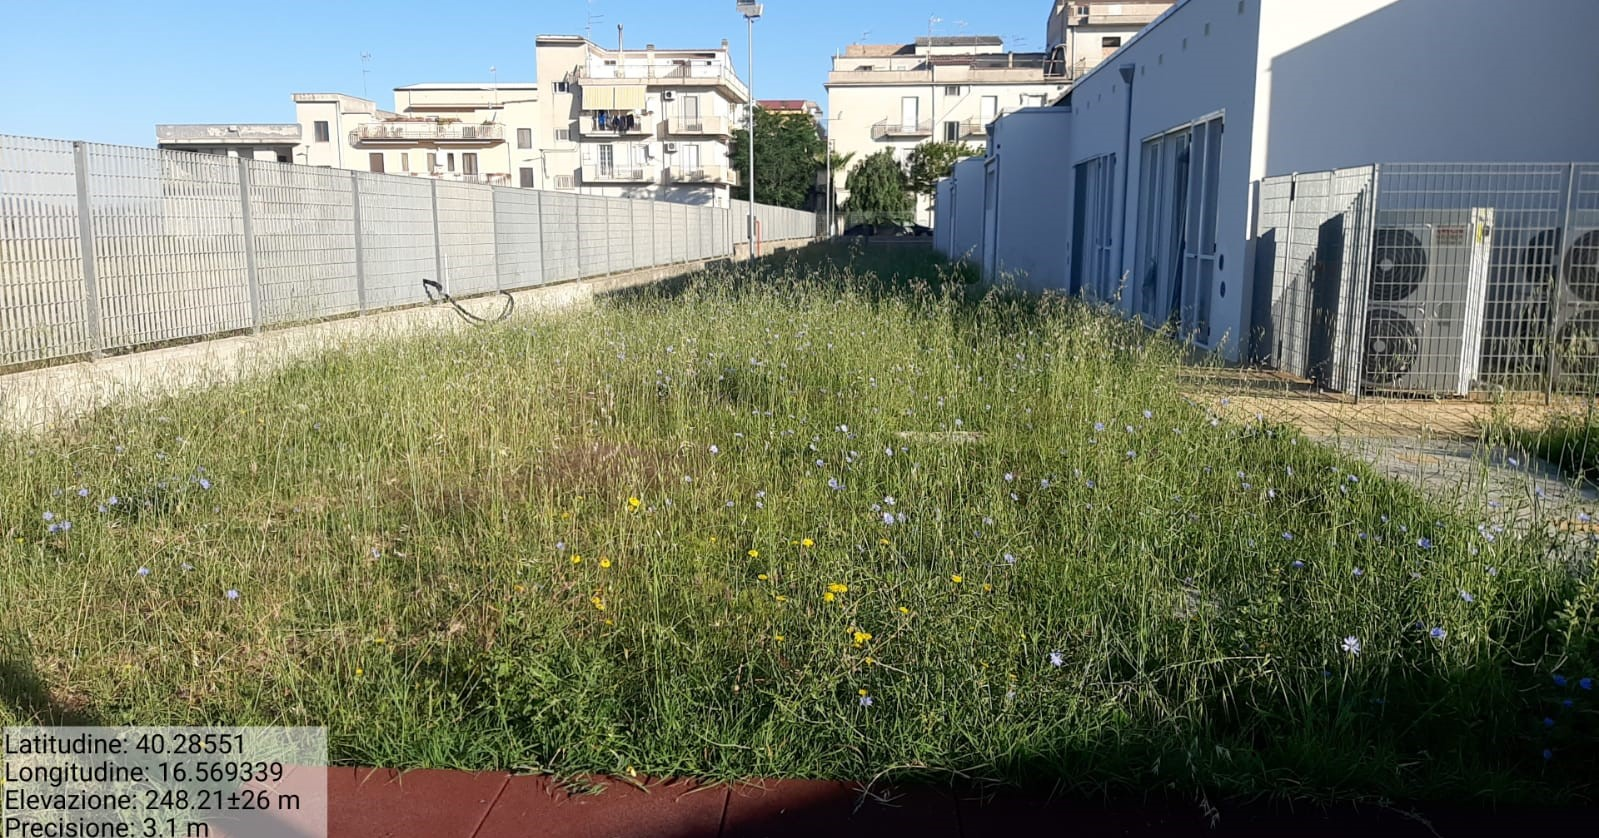 Latitudine: 40.28551
Longitudine: 16.569339
Elevazione: 248.21±26 m
Precisione: 3.1 m